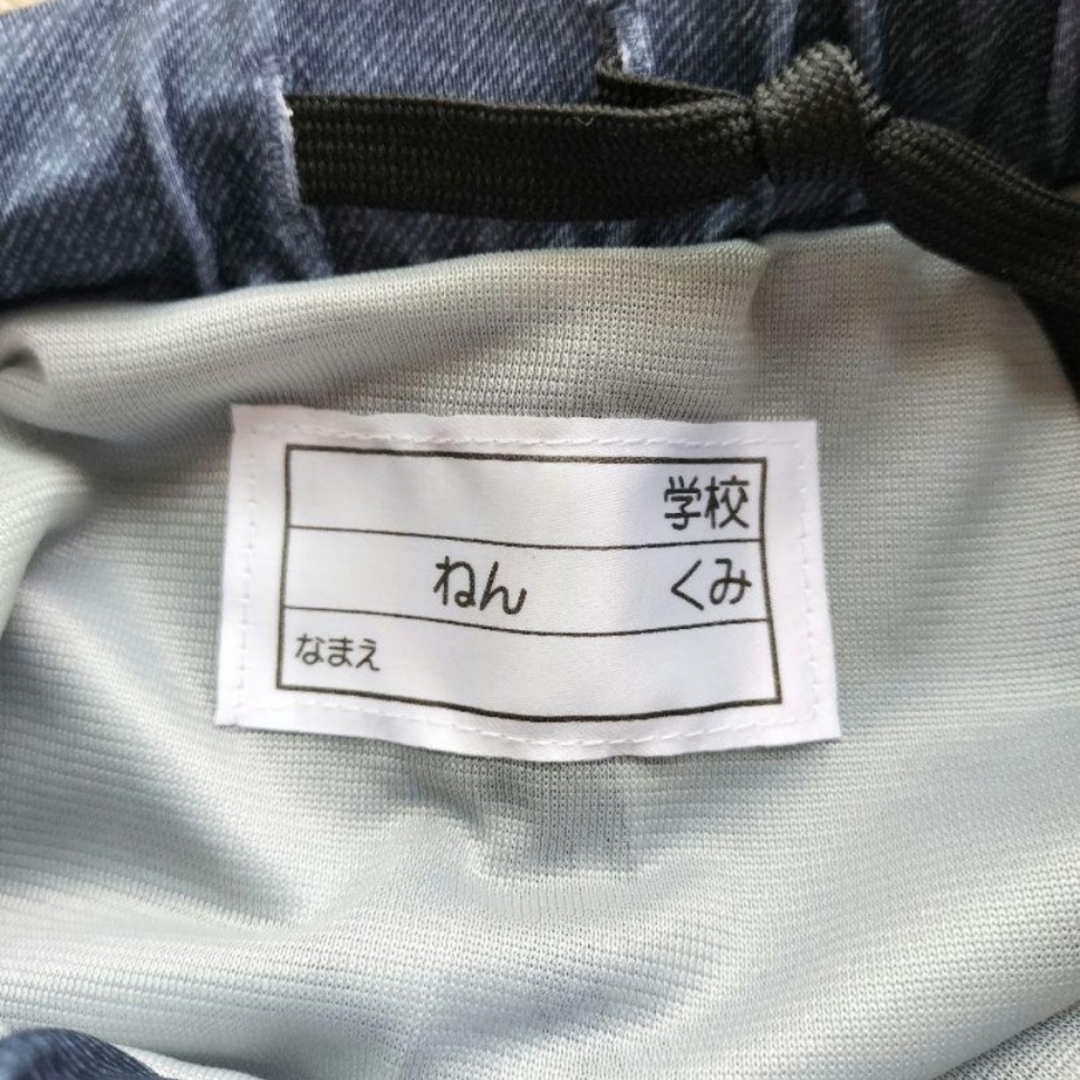 学校
ねん くみ
なまえ